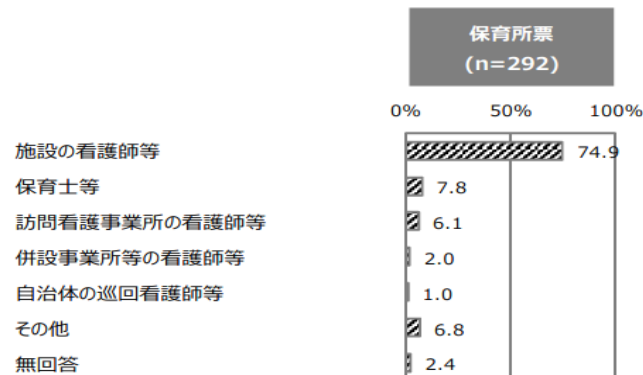 保育所票
(n=292)
0% 50% 100%
施設の看護師等 74.9
保育士等 7.8
訪問看護事業所の看護師等 6.1
併設事業所等の看護師等 2.0
自治体の巡回看護師等 1.0
その他 6.8
無回答 2.4